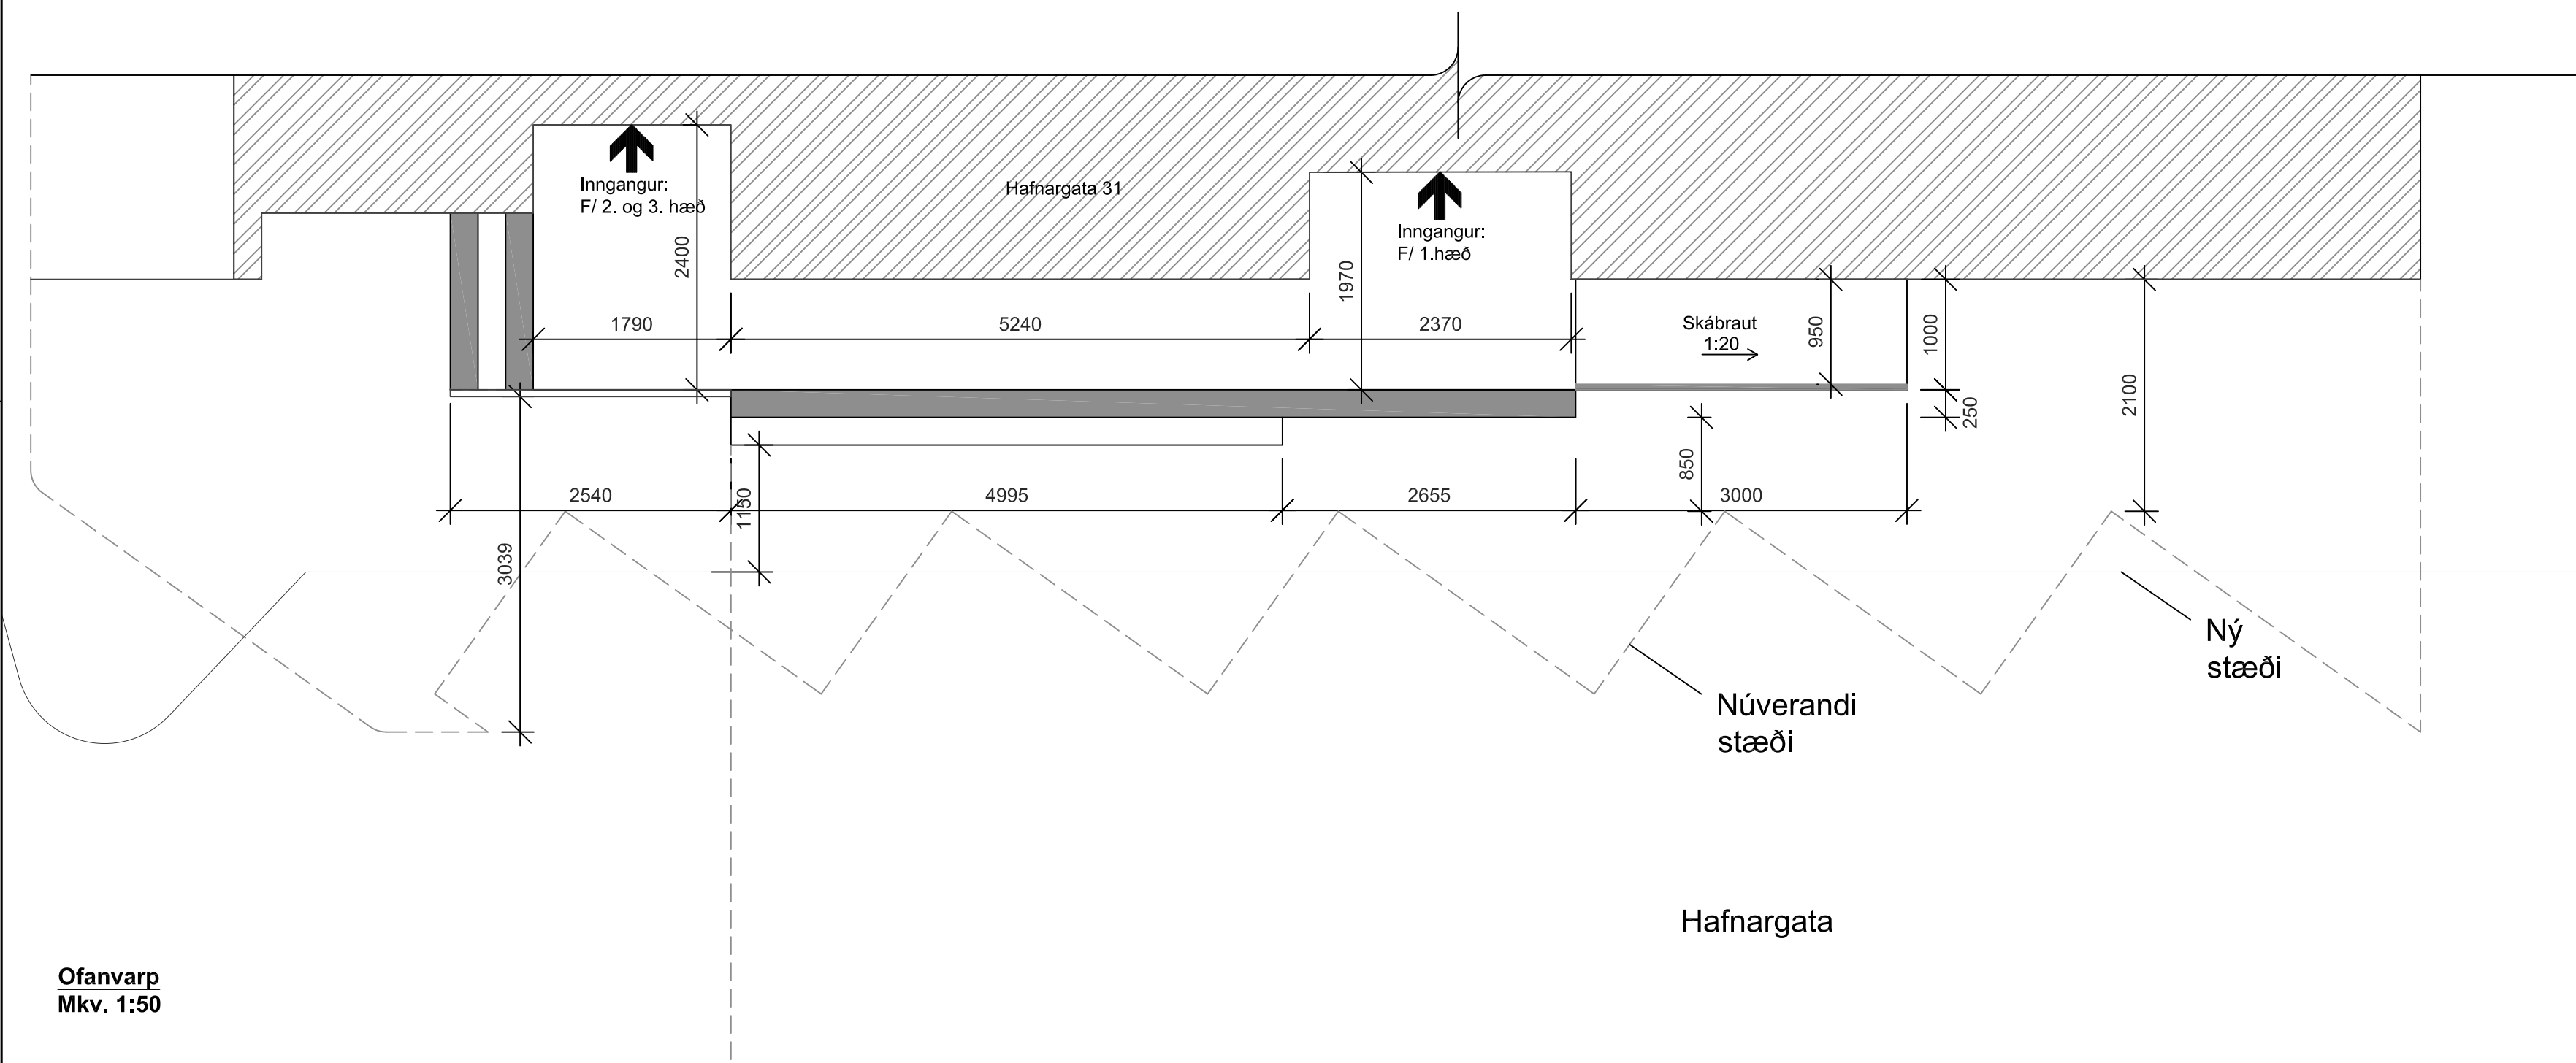 Inngangur:
F/ 2. og 3. hæð
Hafnargata 31
Inngangur:
F/ 1.hæð
2400
1970
1790
5240
2370
Skábraut
1:20
950
1000
250
2100
850
2540
4995
2655
3000
1150
3039
Ný
stæði
Núverandi
stæði
Hafnargata
Ofanvarp
Mkv. 1:50